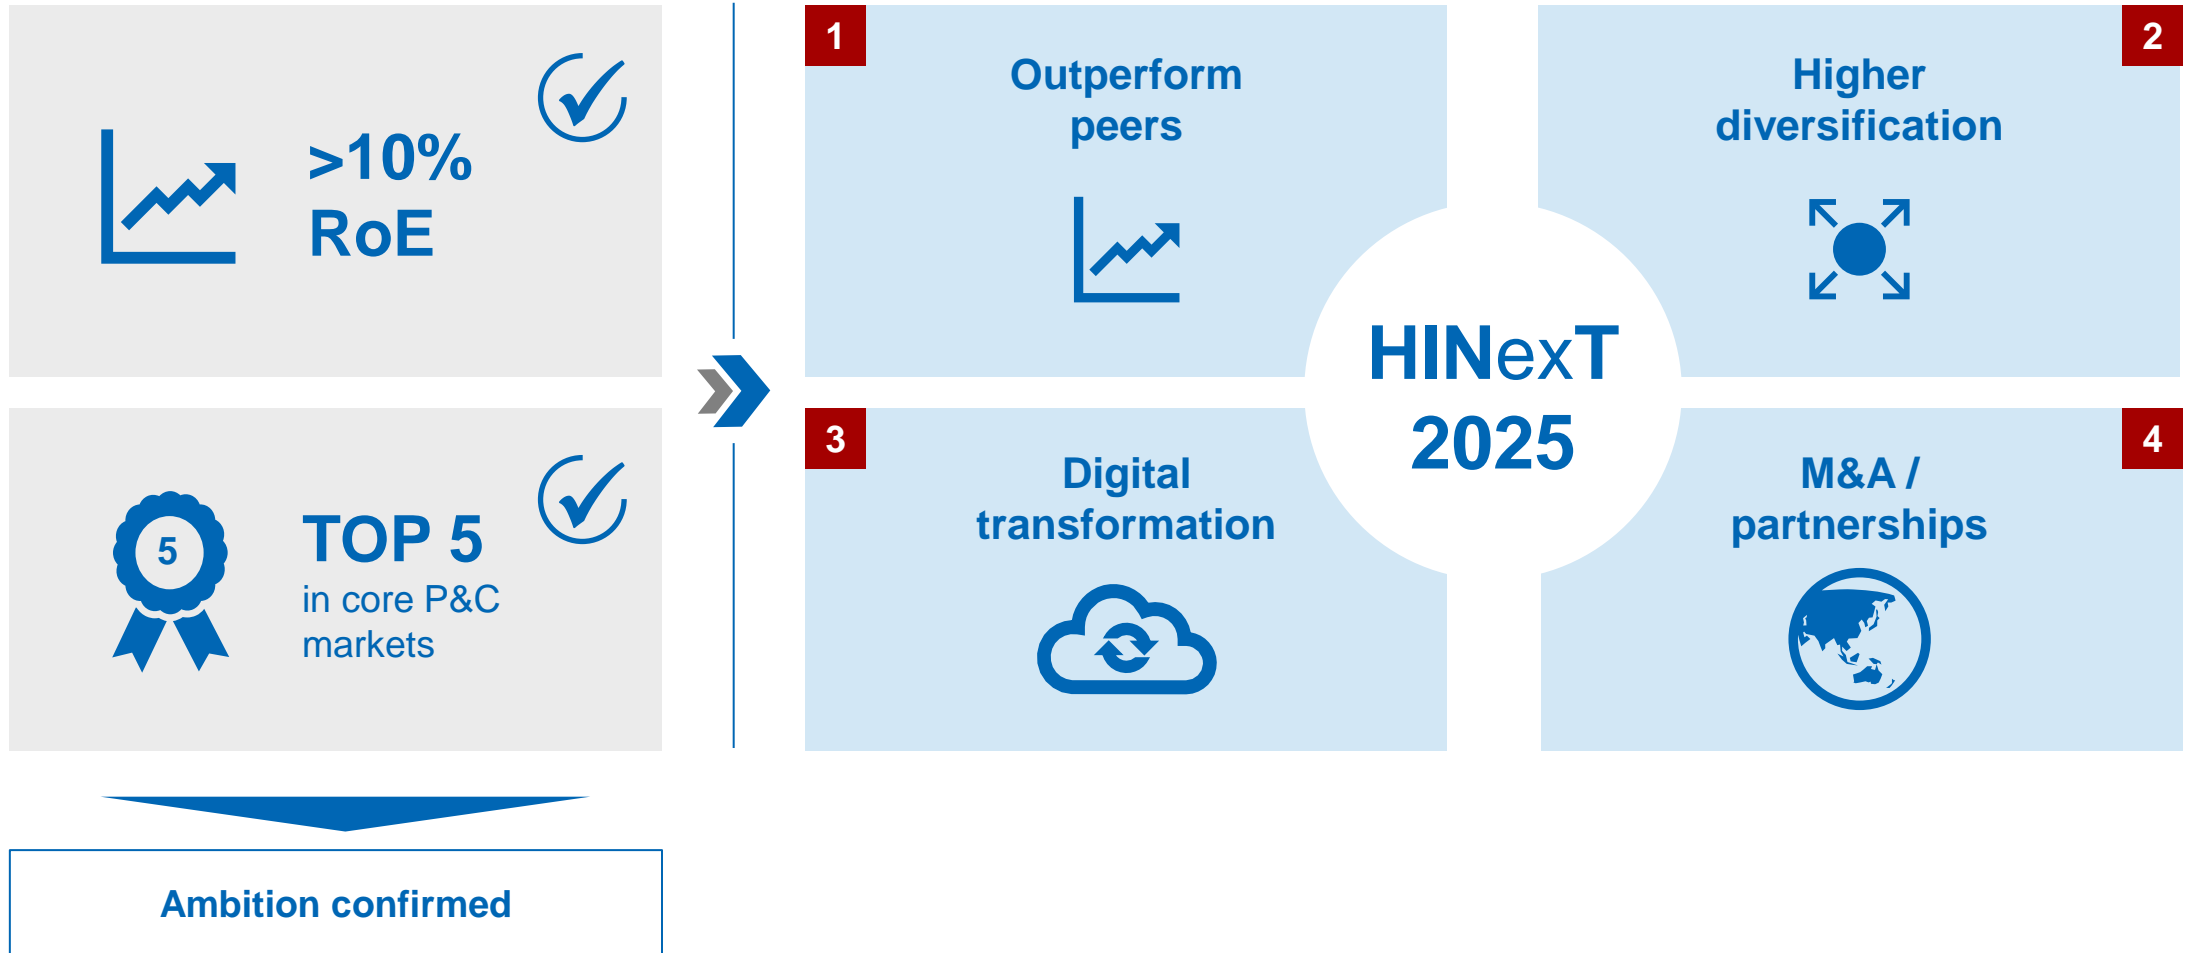 >10%
RoE
5
TOP 5
in core P&C
markets
Ambition confirmed
1
Outperform
peers
2
Higher
diversification
HINexT
2025
3
Digital
transformation
4
M&A /
partnerships